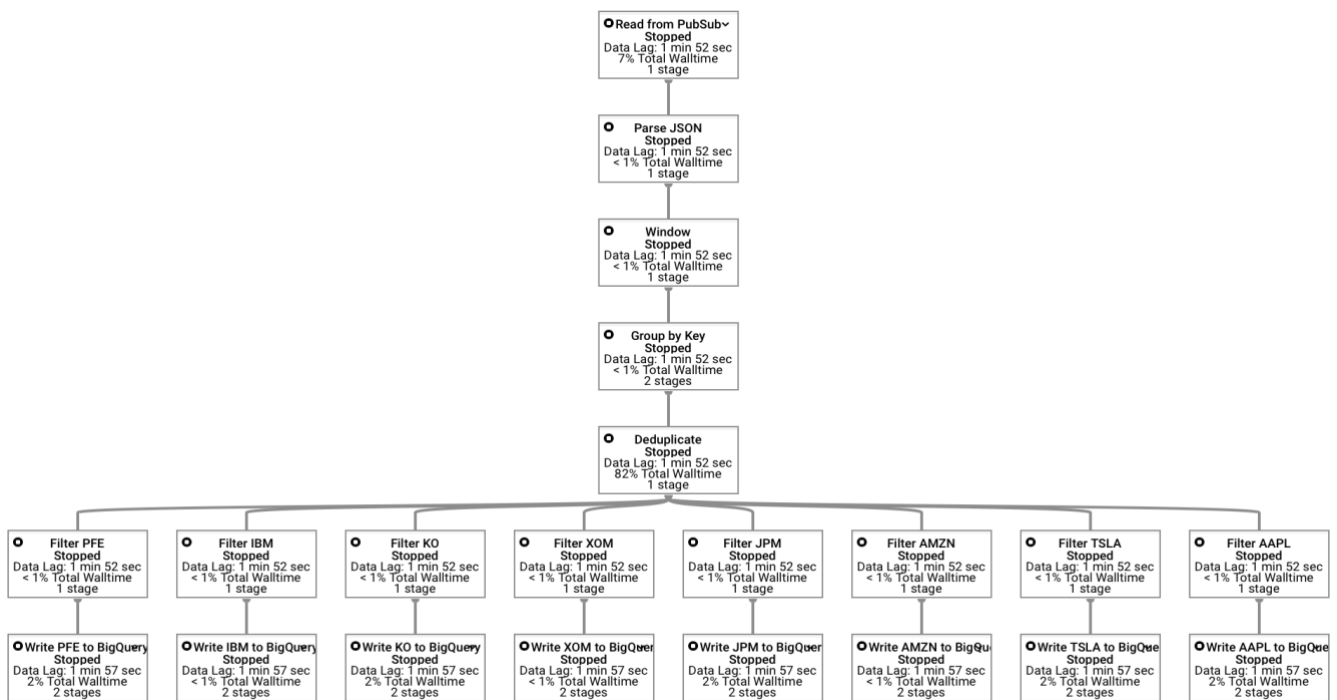 Read from PubSub
Stopped
Data Lag: 1 min 52 sec
7% Total Walltime
1 stage
Parse JSON
Stopped
Data Lag: 1 min 52 sec
< 1% Total Walltime
1 stage
Window
Stopped
Data Lag: 1 min 52 sec
< 1% Total Walltime
1 stage
Group by Key
Stopped
Data Lag: 1 min 52 sec
< 1% Total Walltime
2 stages
Deduplicate
Stopped
Data Lag: 1 min 52 sec
82% Total Walltime
1 stage
Filter PFE
Stopped
Data Lag: 1 min 52 sec
< 1% Total Walltime
1 stage
Filter IBM
Stopped
Data Lag: 1 min 52 sec
< 1% Total Walltime
1 stage
Filter KO
Stopped
Data Lag: 1 min 52 sec
< 1% Total Walltime
1 stage
Filter XOM
Stopped
Data Lag: 1 min 52 sec
< 1% Total Walltime
1 stage
Filter JPM
Stopped
Data Lag: 1 min 52 sec
< 1% Total Walltime
1 stage
Filter AMZN
Stopped
Data Lag: 1 min 52 sec
< 1% Total Walltime
1 stage
Filter TSLA
Stopped
Data Lag: 1 min 52 sec
< 1% Total Walltime
1 stage
Filter AAPL
Stopped
Data Lag: 1 min 52 sec
< 1% Total Walltime
1 stage
Write PFE to BigQuery
Stopped
Data Lag: 1 min 57 sec
2% Total Walltime
2 stages
Write IBM to BigQuery
Stopped
Data Lag: 1 min 57 sec
< 1% Total Walltime
2 stages
Write KO to BigQuery
Stopped
Data Lag: 1 min 57 sec
2% Total Walltime
2 stages
Write XOM to
Stopped
Data Lag: 1 min 57 sec
2% Total Walltime
2 stages
Write JPM to
Stopped
Data Lag: 1 min 57 sec
2% Total Walltime
2 stages
Write AMZN to
Stopped
Data Lag: 1 min 57 sec
< 1% Total Walltime
2 stages
Write TSLA to
Stopped
Data Lag: 1 min 57 sec
2% Total Walltime
2 stages
Write AAPL to
Stopped
Data Lag: 1 min 57 sec
2% Total Walltime
2 stages